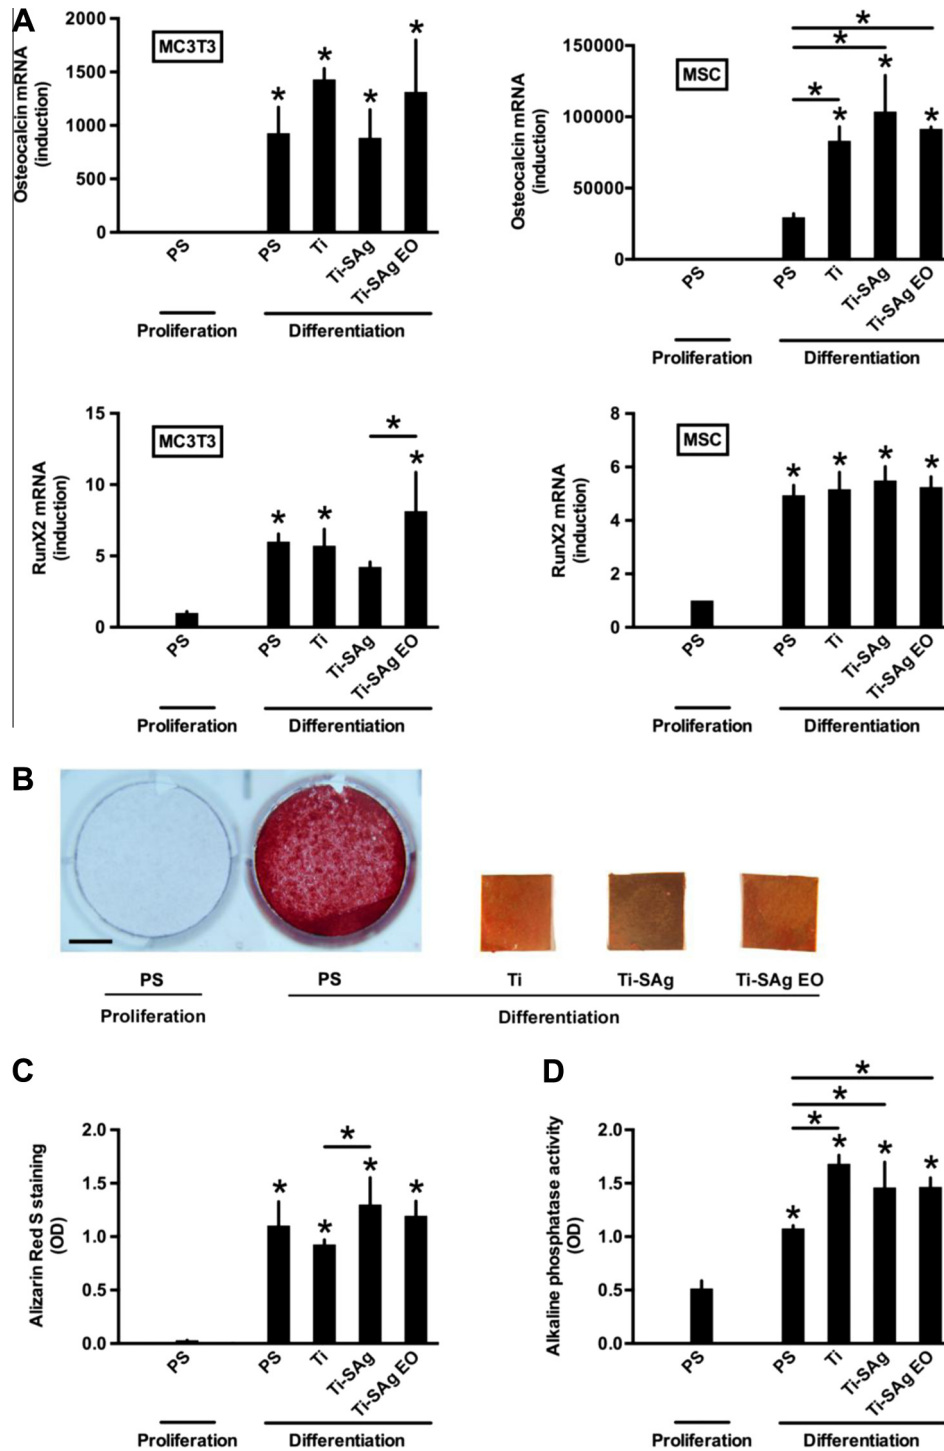 A
Osteocalcin mRNA
(induction)
2000
1500
1000
500
0
MC3T3
*
*
*
*
PS
PS
Ti
Ti-SAg
Ti-SAg EO
Proliferation
Differentiation
Osteocalcin mRNA
(induction)
150000
100000
50000
0
MSC
*
*
*
*
*
*
PS
PS
Ti
Ti-SAg
Ti-SAg EO
Proliferation
Differentiation
RunX2 mRNA
(induction)
15
10
5
0
MC3T3
*
*
*
*
PS
PS
Ti
Ti-SAg
Ti-SAg EO
Proliferation
Differentiation
RunX2 mRNA
(induction)
8
6
4
2
0
MSC
*
*
*
*
PS
PS
Ti
Ti-SAg
Ti-SAg EO
Proliferation
Differentiation
B
PS
PS
Ti
Ti-SAg
Ti-SAg EO
Proliferation
Differentiation
C
Alizarin Red S staining
(OD)
2.0
1.5
1.0
0.5
0.0
*
*
*
*
*
PS
PS
Ti
Ti-SAg
Ti-SAg EO
Proliferation
Differentiation
D
Alkaline phosphatase activity
(OD)
2.0
1.5
1.0
0.5
0.0
*
*
*
*
*
*
*
PS
PS
Ti
Ti-SAg
Ti-SAg EO
Proliferation
Differentiation